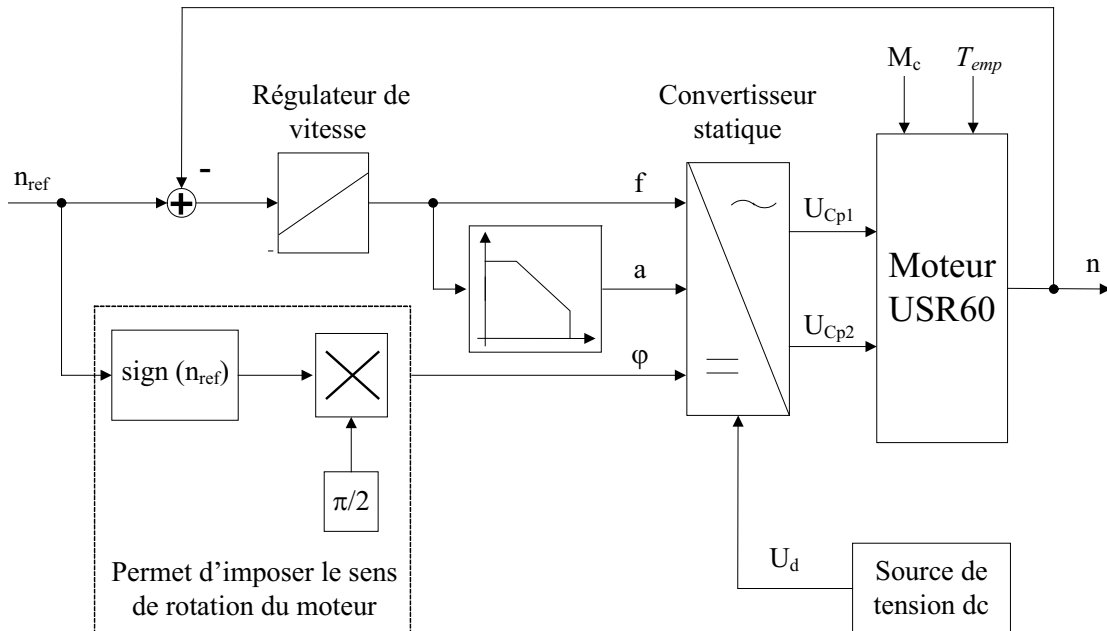 M_c
T_emp
Régulateur de
vitesse
Convertisseur
statique
n_ref
-
+
f
U_Cp1
Moteur
USR60
n
a
-
U_Cp2
φ
sign (n_ref)
π/2
Permet d'imposer le sens
de rotation du moteur
U_d
Source de
tension dc